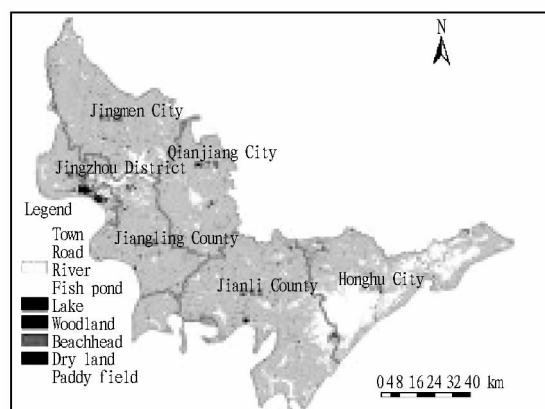 N
Jingmen City
Qianjiang City
Jingzhou District
Legend
Town
Road
River
Fish pond
Lake
Woodland
Beachhead
Dry land
Paddy field
Jiangling County
Jianli County
Honghu City
0 4 8 16 24 32 40 km